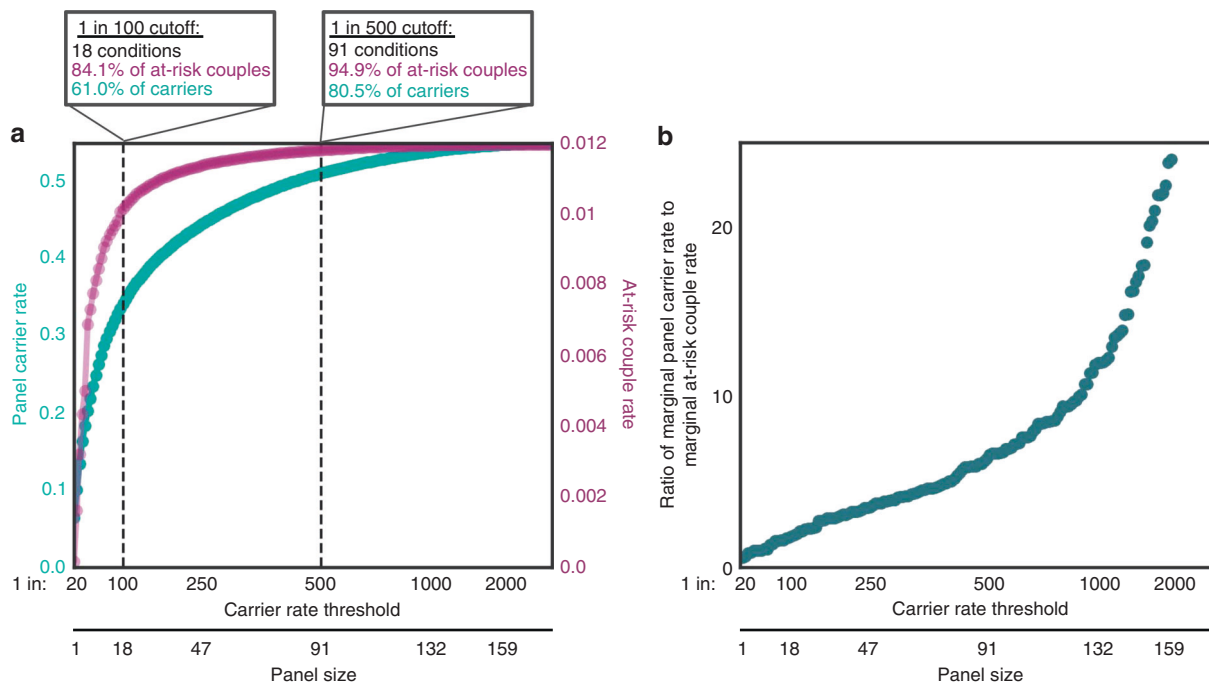 1 in 100 cutoff:
18 conditions
84.1% of at-risk couples
61.0% of carriers
1 in 500 cutoff:
91 conditions
94.9% of at-risk couples
80.5% of carriers
a
Panel carrier rate
0.5
0.4
0.3
0.2
0.1
0.0
0.012
0.01
0.008
0.006
0.004
0.002
0.0
At-risk couple rate
1 in: 20 100 250 500 1000 2000
Carrier rate threshold
1 18 47 91 132 159
Panel size
b
Ratio of marginal panel carrier rate to
marginal at-risk couple rate
20
10
0
1 in: 20 100 250 500 1000 2000
Carrier rate threshold
1 18 47 91 132 159
Panel size